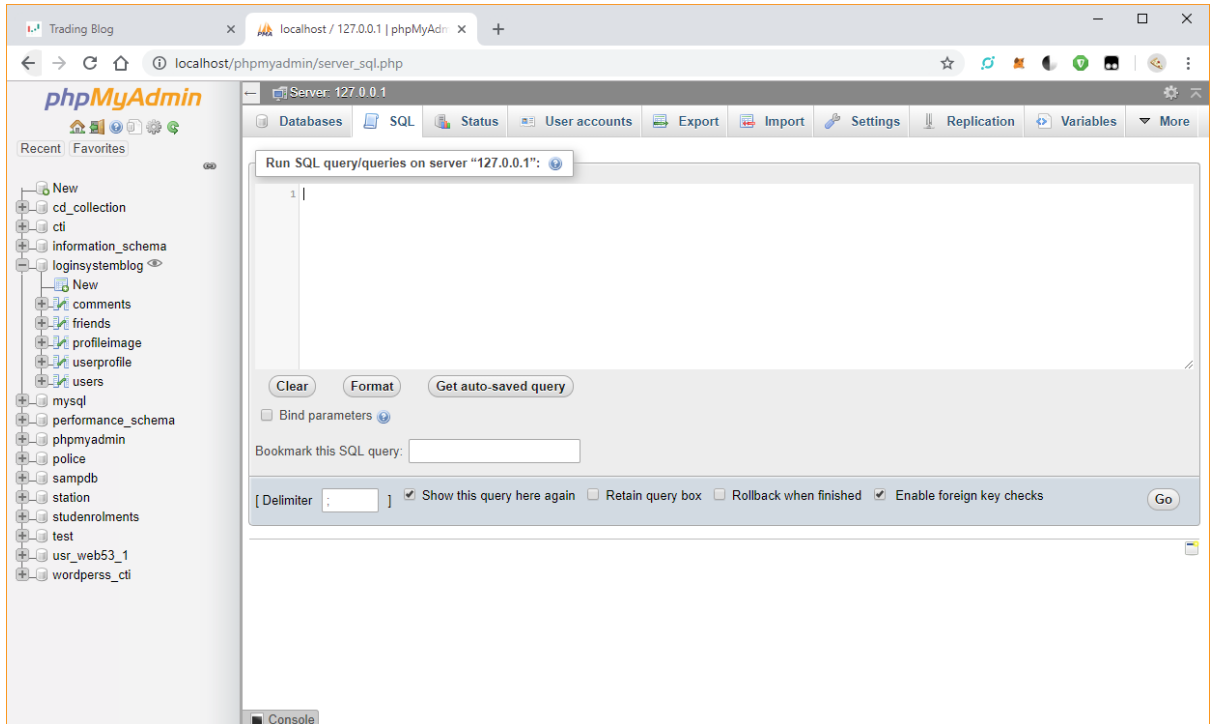 Trading Blog
localhost / 127.0.0.1 | phpMyAdm
localhost/phpmyadmin/server_sql.php
phpMyAdmin
Recent Favorites
New
cd_collection
cti
information_schema
loginsystemblog
New
comments
friends
profileimage
userprofile
users
mysql
performance_schema
phpmyadmin
police
sampdb
station
studenrolments
test
usr_web53_1
wordperss_cti
Server: 127.0.0.1
Databases SQL Status User accounts Export Import Settings Replication Variables More
Run SQL query/queries on server “127.0.0.1”:
1
Clear Format Get auto-saved query
Bind parameters
Bookmark this SQL query:
[ Delimiter ; ] Show this query here again Retain query box Rollback when finished Enable foreign key checks Go
Console